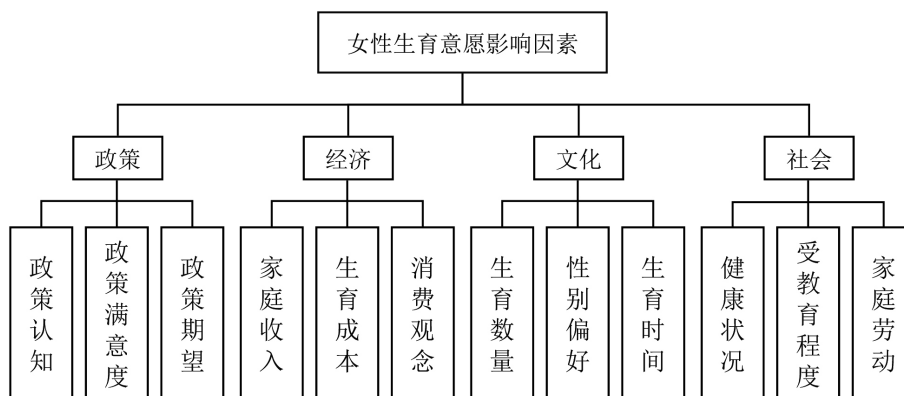 女性生育意愿影响因素
政策
经济
文化
社会
政策认知
政策满意度
政策期望
家庭收入
生育成本
消费观念
生育数量
性别偏好
生育时间
健康状况
受教育程度
家庭劳动